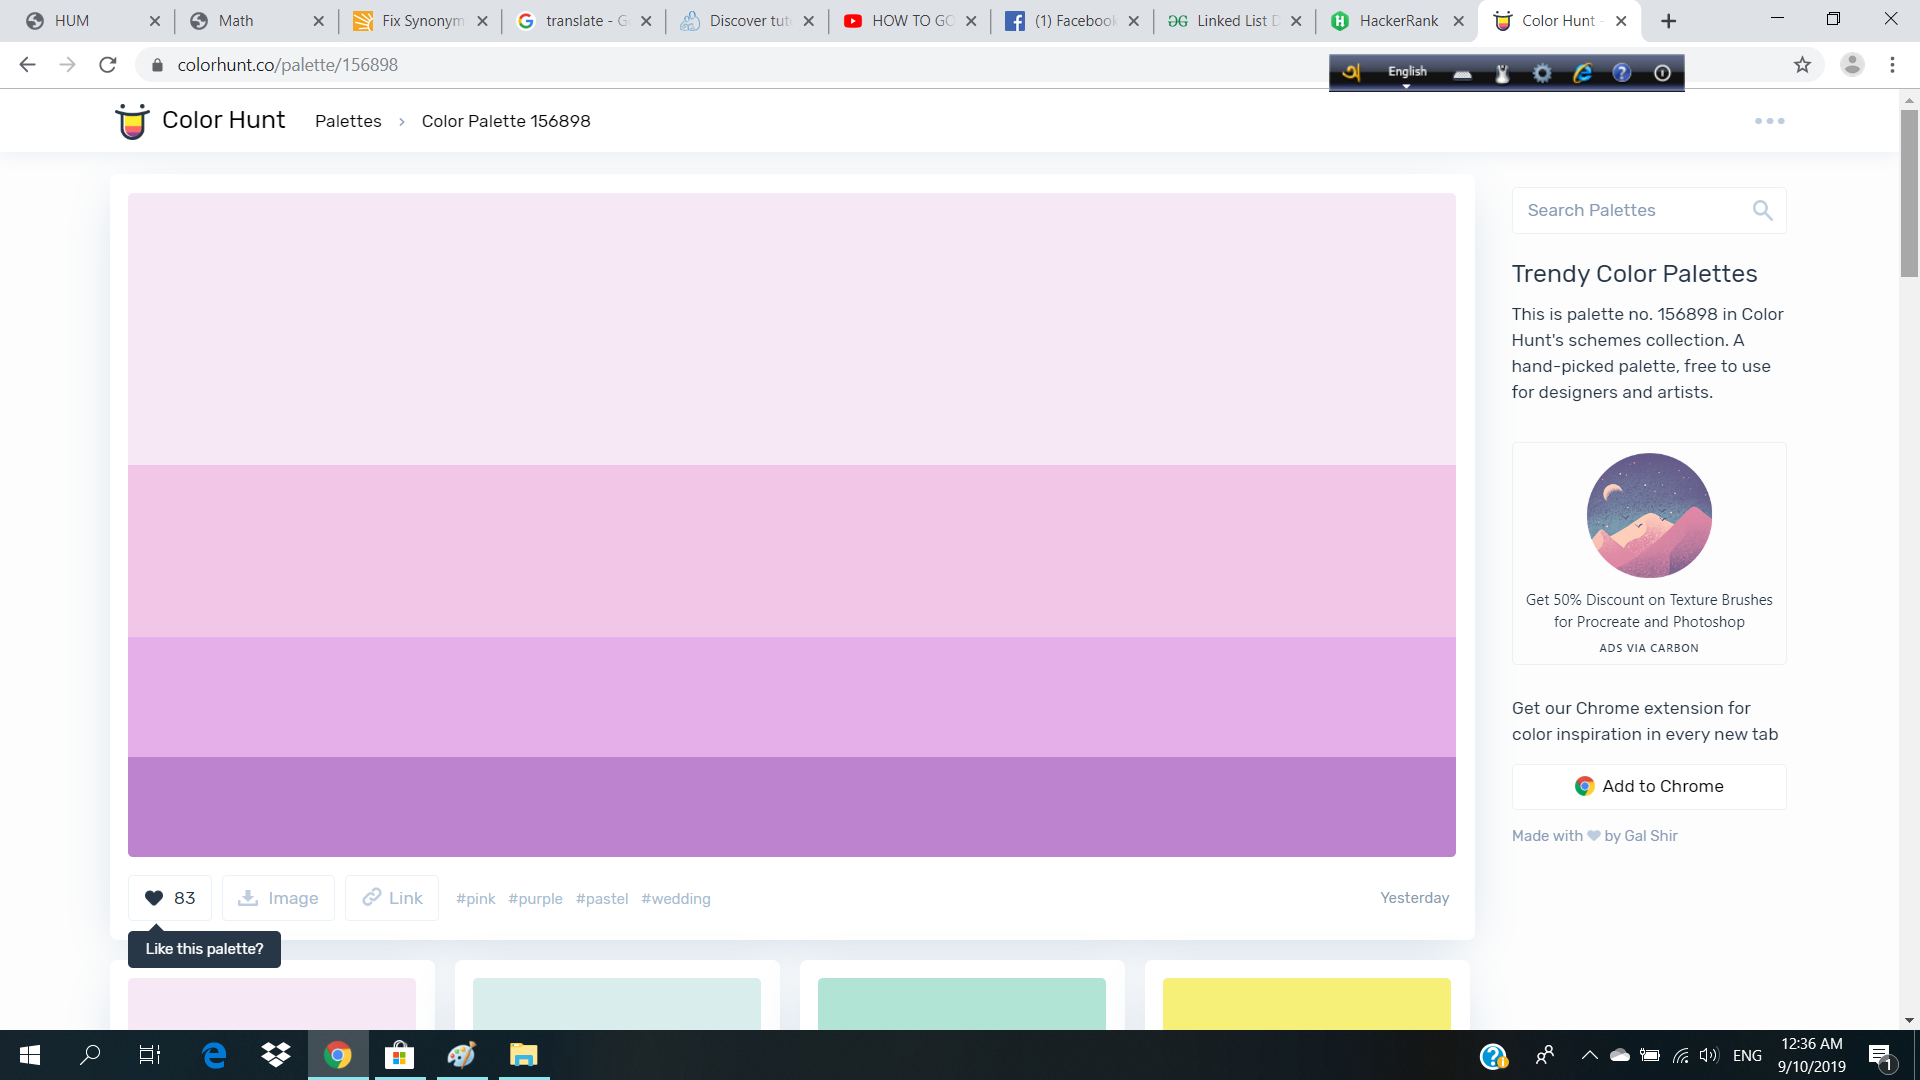 HUM
Math
Fix Synonym
translate - G
Discover tut
HOW TO GO
(1) Facebook
Linked List D
HackerRank
Color Hunt -
colorhunt.co/palette/156898
English
Color Hunt
Palettes > Color Palette 156898
Search Palettes
Trendy Color Palettes
This is palette no. 156898 in Color
Hunt's schemes collection. A
hand-picked palette, free to use
for designers and artists.
Get 50% Discount on Texture Brushes
for Procreate and Photoshop
ADS VIA CARBON
Get our Chrome extension for
color inspiration in every new tab
Add to Chrome
Made with ❤ by Gal Shir
83
Image
Link
#pink #purple #pastel #wedding
Yesterday
Like this palette?
ENG
12:36 AM
9/10/2019
1